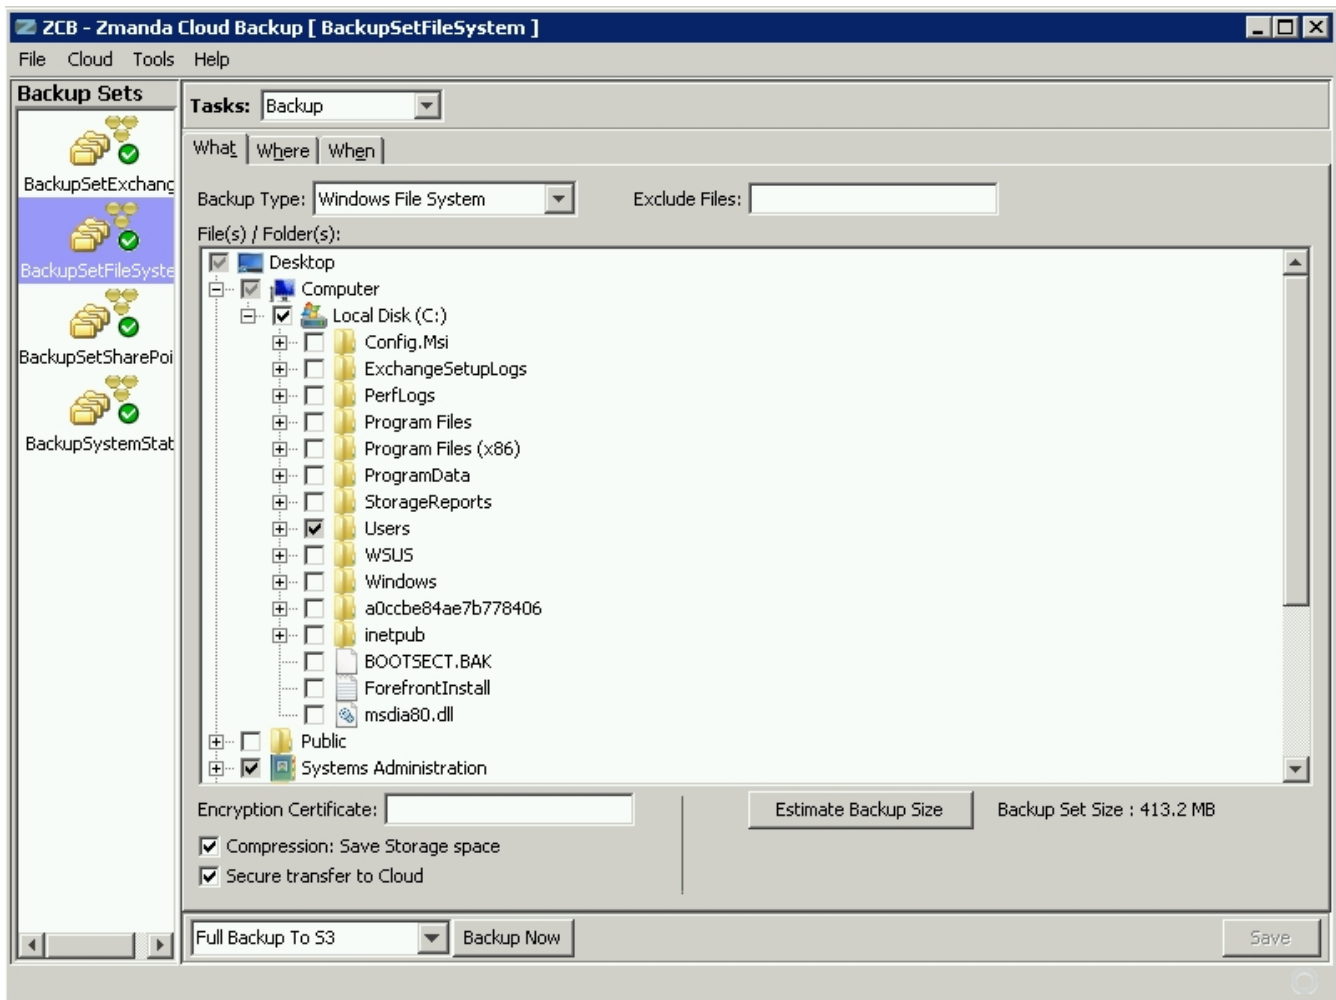 ZCB - Zmanda Cloud Backup [ BackupSetFileSystem ]
File Cloud Tools Help
Backup Sets
BackupSetExchang
BackupSetFileSyste
BackupSetSharePoi
BackupSystemStat
Tasks: Backup
What Where When
Backup Type: Windows File System Exclude Files:
File(s) / Folder(s):
Desktop
Computer
Local Disk (C:)
Config.Msi
ExchangeSetupLogs
PerfLogs
Program Files
Program Files (x86)
ProgramData
StorageReports
Users
WSUS
Windows
a0ccbe84ae7b778406
inetpub
BOOTSECT.BAK
ForefrontInstall
msdia80.dll
Public
Systems Administration
Encryption Certificate: Estimate Backup Size Backup Set Size : 413.2 MB
Compression: Save Storage space
Secure transfer to Cloud
Full Backup To S3 Backup Now Save